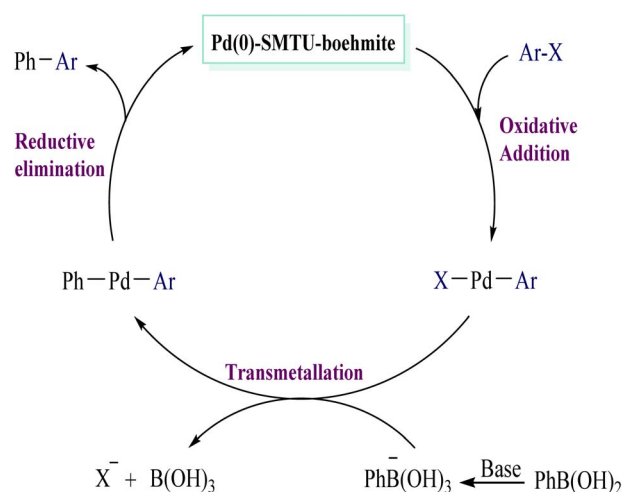 Pd(0)-SMTU-boehmite
Ph–Ar
Ar-X
Reductive
elimination
Oxidative
Addition
Ph–Pd–Ar
X–Pd–Ar
Transmetallation
X⁻ + B(OH)₃
PhB̄(OH)₃
Base
PhB(OH)₂